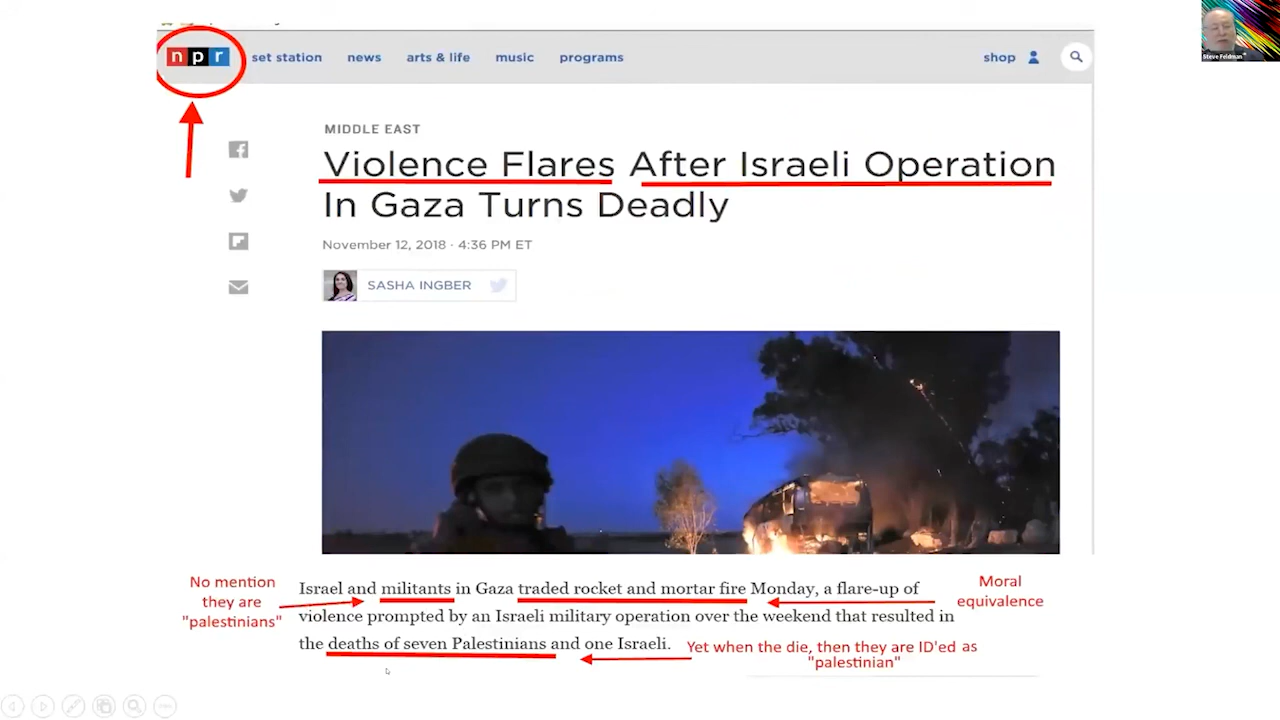 npr set station news arts & life music programs shop
Steve Feldman
MIDDLE EAST
Violence Flares After Israeli Operation
In Gaza Turns Deadly
November 12, 2018 · 4:36 PM ET
SASHA INGBER
No mention
they are
"palestinians"
Israel and militants in Gaza traded rocket and mortar fire Monday, a flare-up of
violence prompted by an Israeli military operation over the weekend that resulted in
the deaths of seven Palestinians and one Israeli.
Moral
equivalence
Yet when the die, then they are ID'ed as
"palestinian"